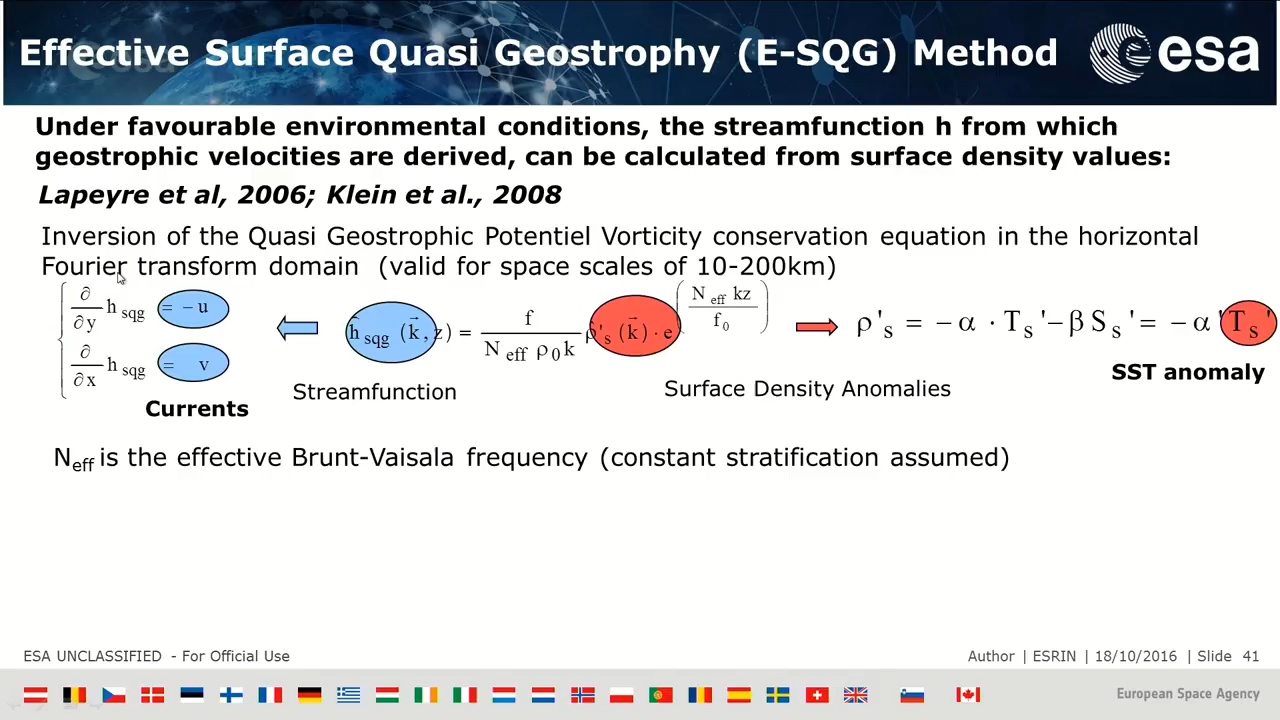 Effective Surface Quasi Geostrophy (E-SQG) Method
esa
Under favourable environmental conditions, the streamfunction h from which
geostrophic velocities are derived, can be calculated from surface density values:
Lapeyre et al, 2006; Klein et al., 2008
Inversion of the Quasi Geostrophic Potentiel Vorticity conservation equation in the horizontal
Fourier transform domain (valid for space scales of 10-200km)
∂/∂y h sqg = − u
∂/∂x h sqg = v
ĥ sqg (k⃗, z) = f / (N eff ρ0 k) ρ̂'s (k⃗) · e^(N eff kz / f0)
ρ's = − α · Ts' − β Ss' = − α 'Ts'
Currents
Streamfunction
Surface Density Anomalies
SST anomaly
Neff is the effective Brunt-Vaisala frequency (constant stratification assumed)
ESA UNCLASSIFIED - For Official Use
Author | ESRIN | 18/10/2016 | Slide 41
European Space Agency